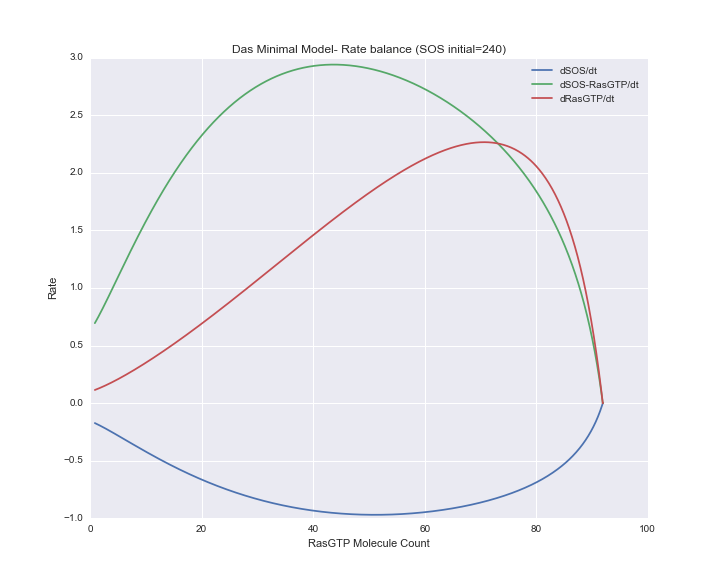 Das Minimal Model- Rate balance (SOS initial=240)
dSOS/dt
dSOS-RasGTP/dt
dRasGTP/dt
Rate
3.0
2.5
2.0
1.5
1.0
0.5
0.0
−0.5
−1.0
0 20 40 60 80 100
RasGTP Molecule Count